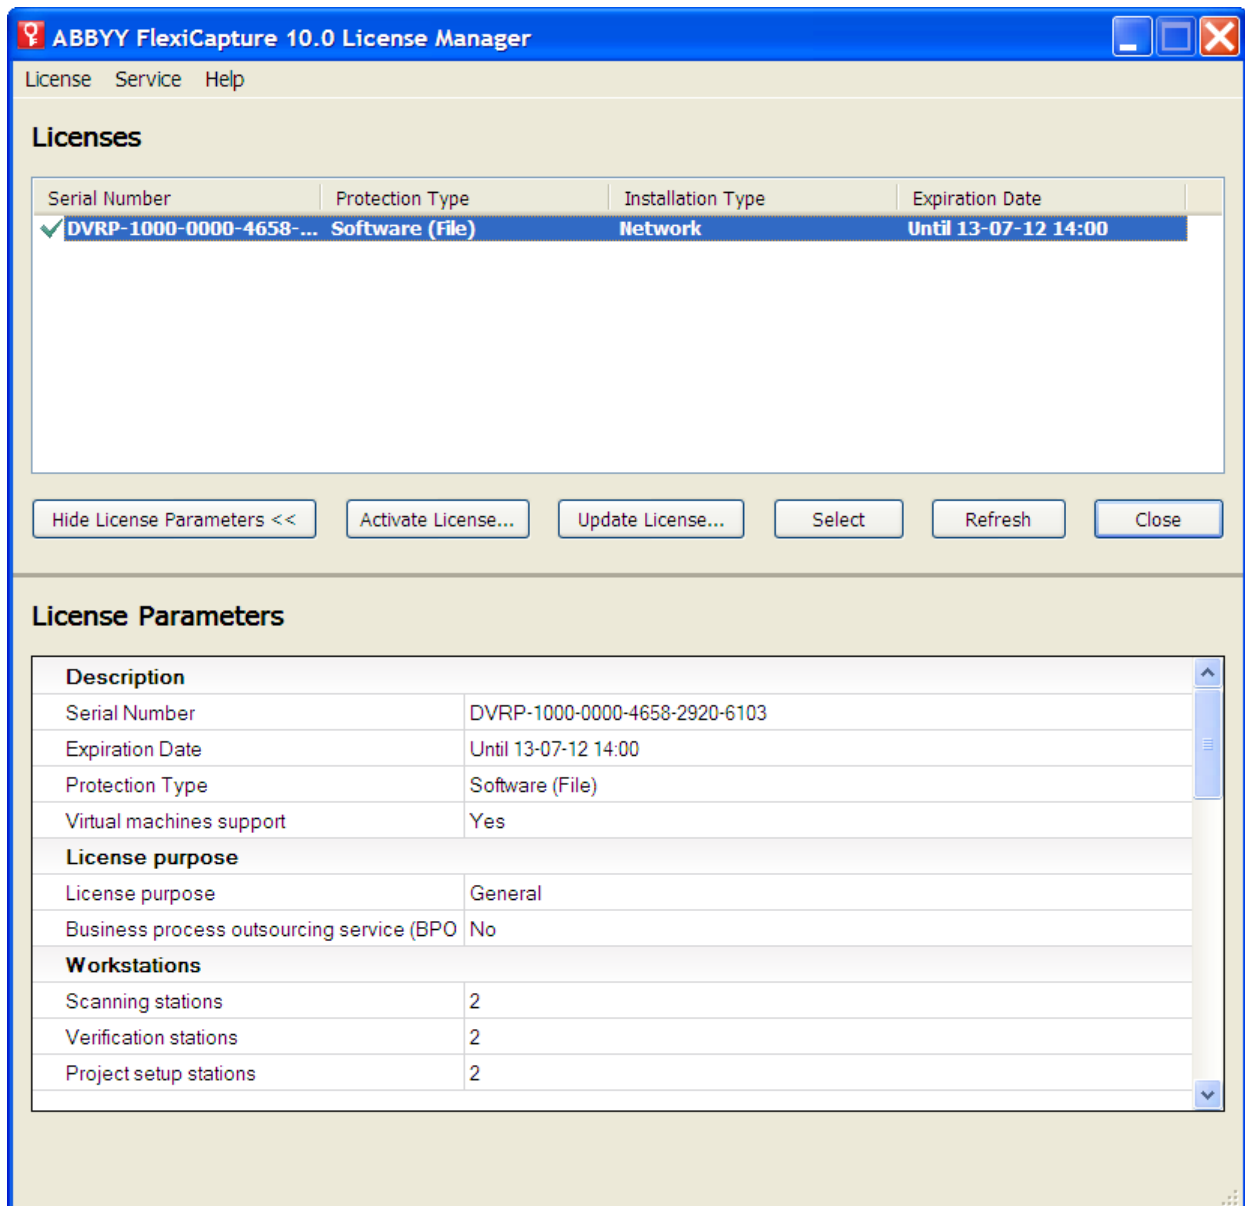 ABBYY FlexiCapture 10.0 License Manager
License Service Help
Licenses
Serial Number Protection Type Installation Type Expiration Date
DVRP-1000-0000-4658-... Software (File) Network Until 13-07-12 14:00
Hide License Parameters << Activate License... Update License... Select Refresh Close
License Parameters
Description
Serial Number DVRP-1000-0000-4658-2920-6103
Expiration Date Until 13-07-12 14:00
Protection Type Software (File)
Virtual machines support Yes
License purpose
License purpose General
Business process outsourcing service (BPO No
Workstations
Scanning stations 2
Verification stations 2
Project setup stations 2